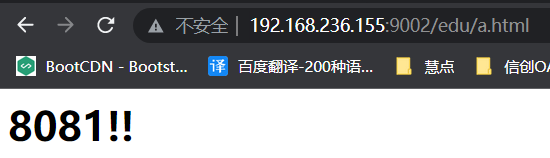 不安全 | 192.168.236.155:9002/edu/a.html
BootCDN - Bootst... 译 百度翻译-200种语... 慧点 信创OA
8081!!